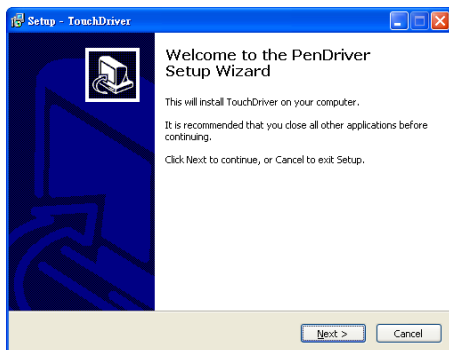 Setup - TouchDriver
Welcome to the PenDriver
Setup Wizard
This will install TouchDriver on your computer.
It is recommended that you close all other applications before
continuing.
Click Next to continue, or Cancel to exit Setup.
Next >
Cancel